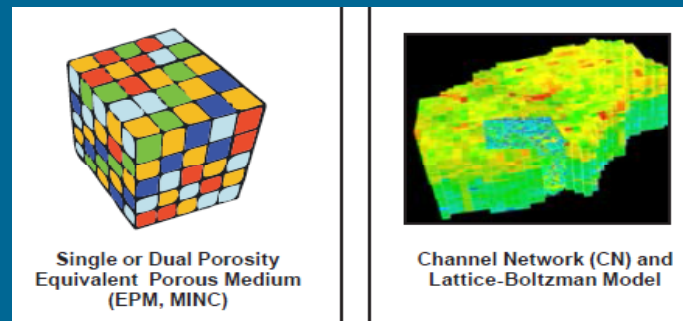 Single or Dual Porosity
Equivalent Porous Medium
(EPM, MINC)
Channel Network (CN) and
Lattice-Boltzman Model